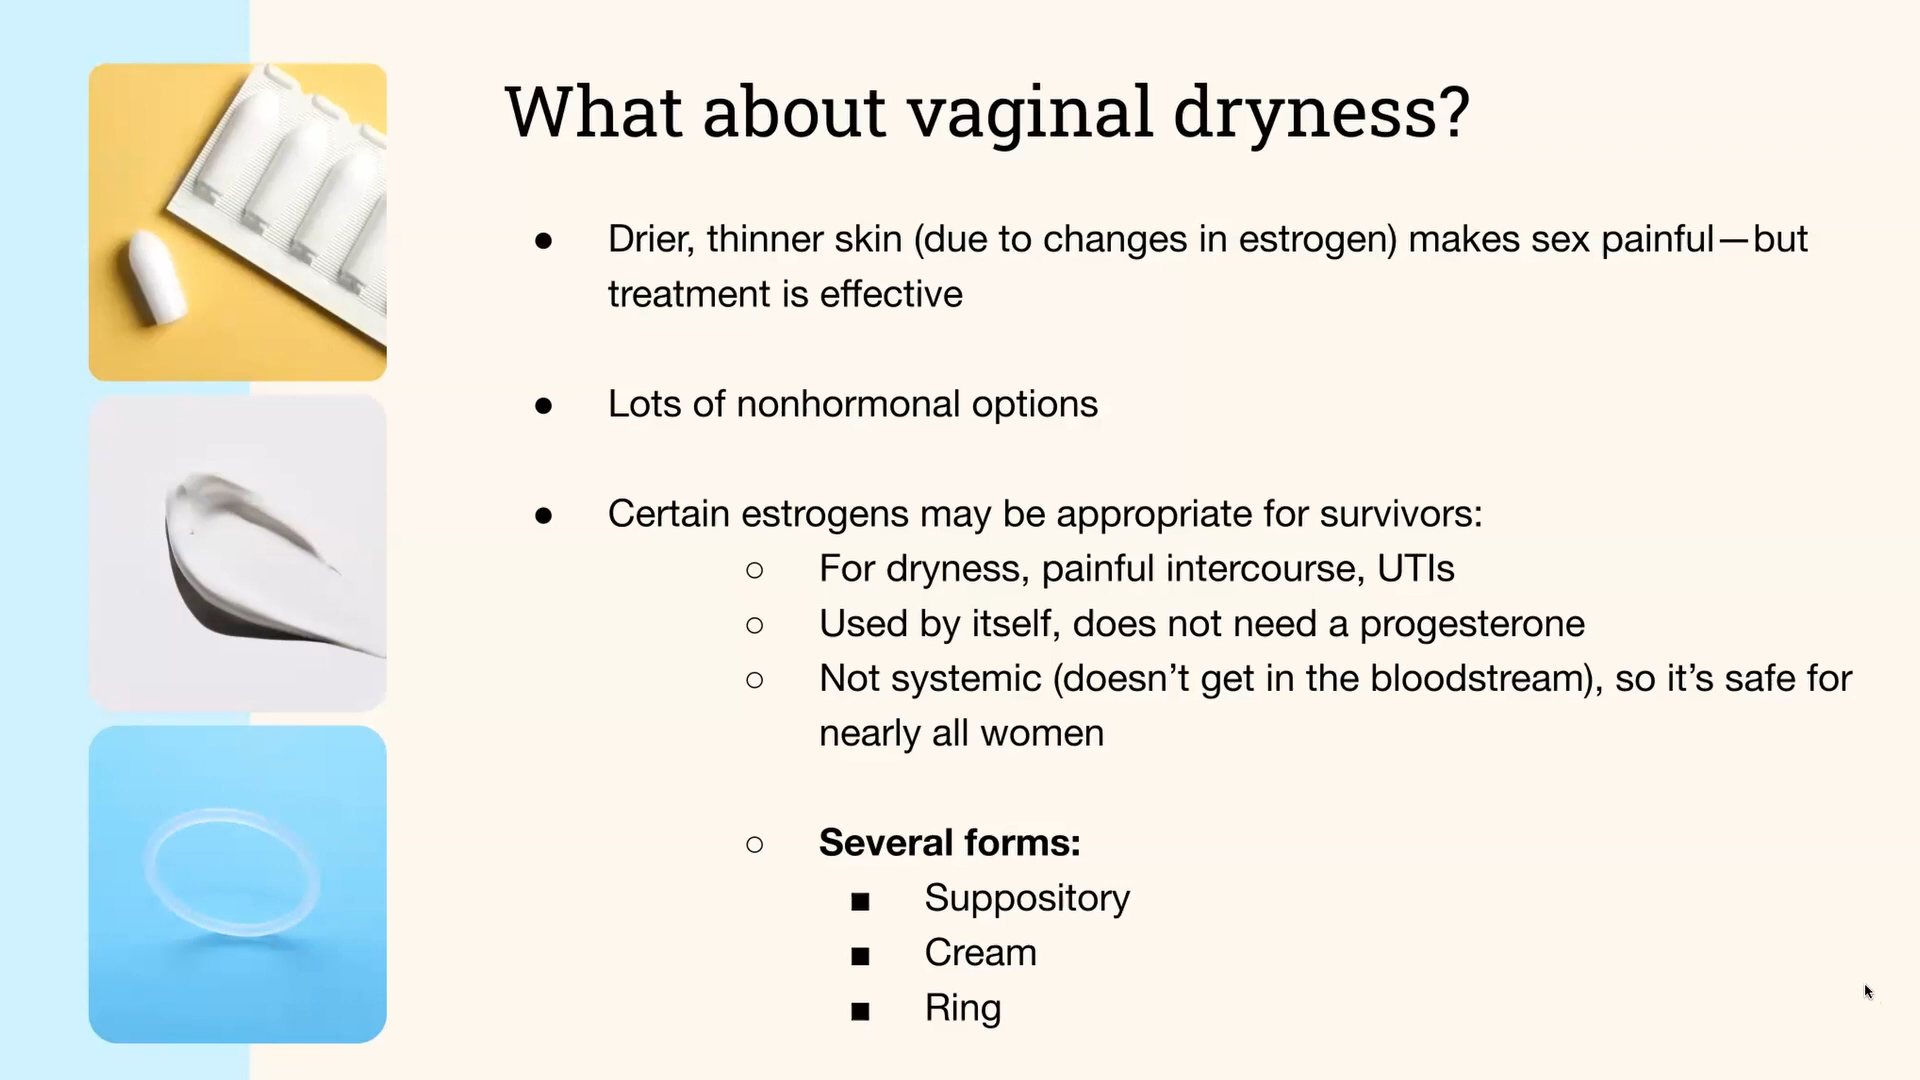 What about vaginal dryness?
● Drier, thinner skin (due to changes in estrogen) makes sex painful—but
treatment is effective
● Lots of nonhormonal options
● Certain estrogens may be appropriate for survivors:
○ For dryness, painful intercourse, UTIs
○ Used by itself, does not need a progesterone
○ Not systemic (doesn’t get in the bloodstream), so it’s safe for
nearly all women
○ Several forms:
■ Suppository
■ Cream
■ Ring